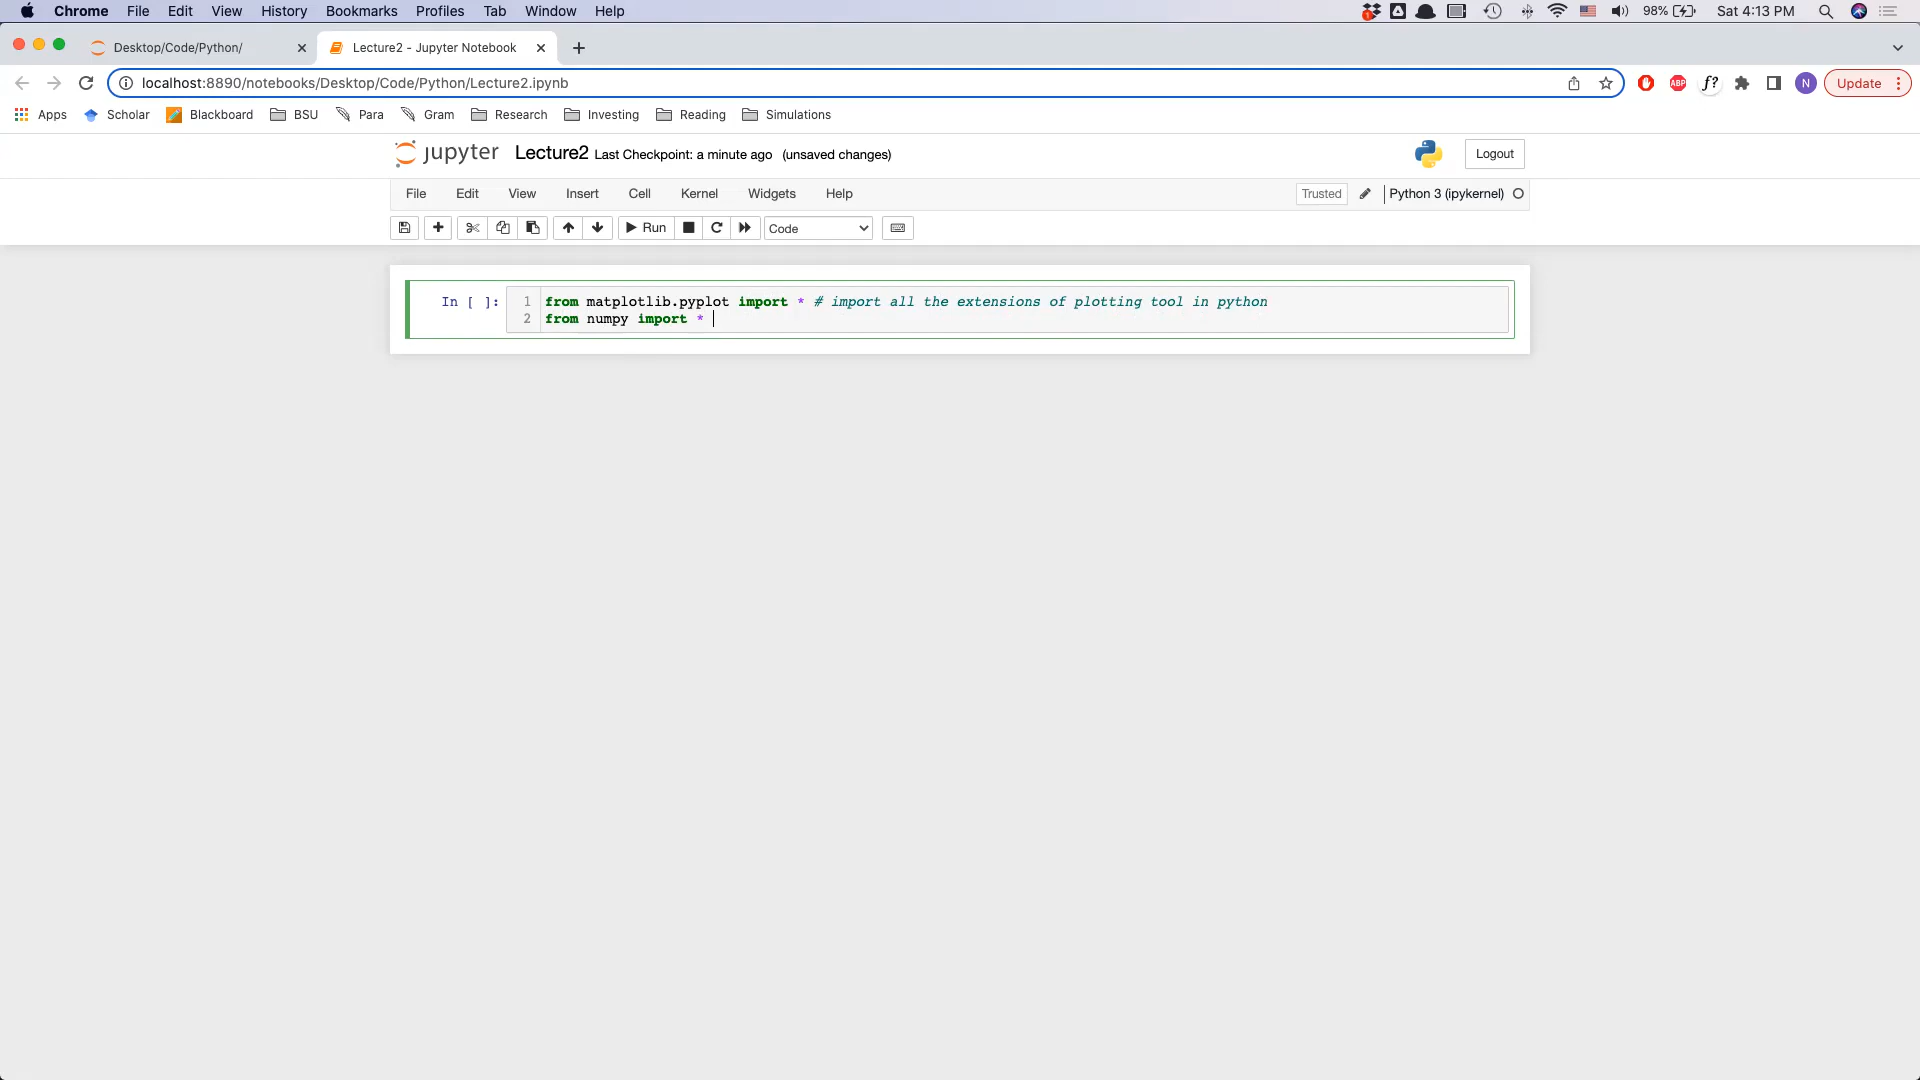 Chrome File Edit View History Bookmarks Profiles Tab Window Help 1 98% Sat 4:13 PM
Desktop/Code/Python/ Lecture2 - Jupyter Notebook
localhost:8890/notebooks/Desktop/Code/Python/Lecture2.ipynb ABP f? N Update
Apps Scholar Blackboard BSU Para Gram Research Investing Reading Simulations
jupyter Lecture2 Last Checkpoint: a minute ago (unsaved changes) Logout
File Edit View Insert Cell Kernel Widgets Help Trusted Python 3 (ipykernel)
Run Code
In [ ]: 1 from matplotlib.pyplot import * # import all the extensions of plotting tool in python
2 from numpy import *